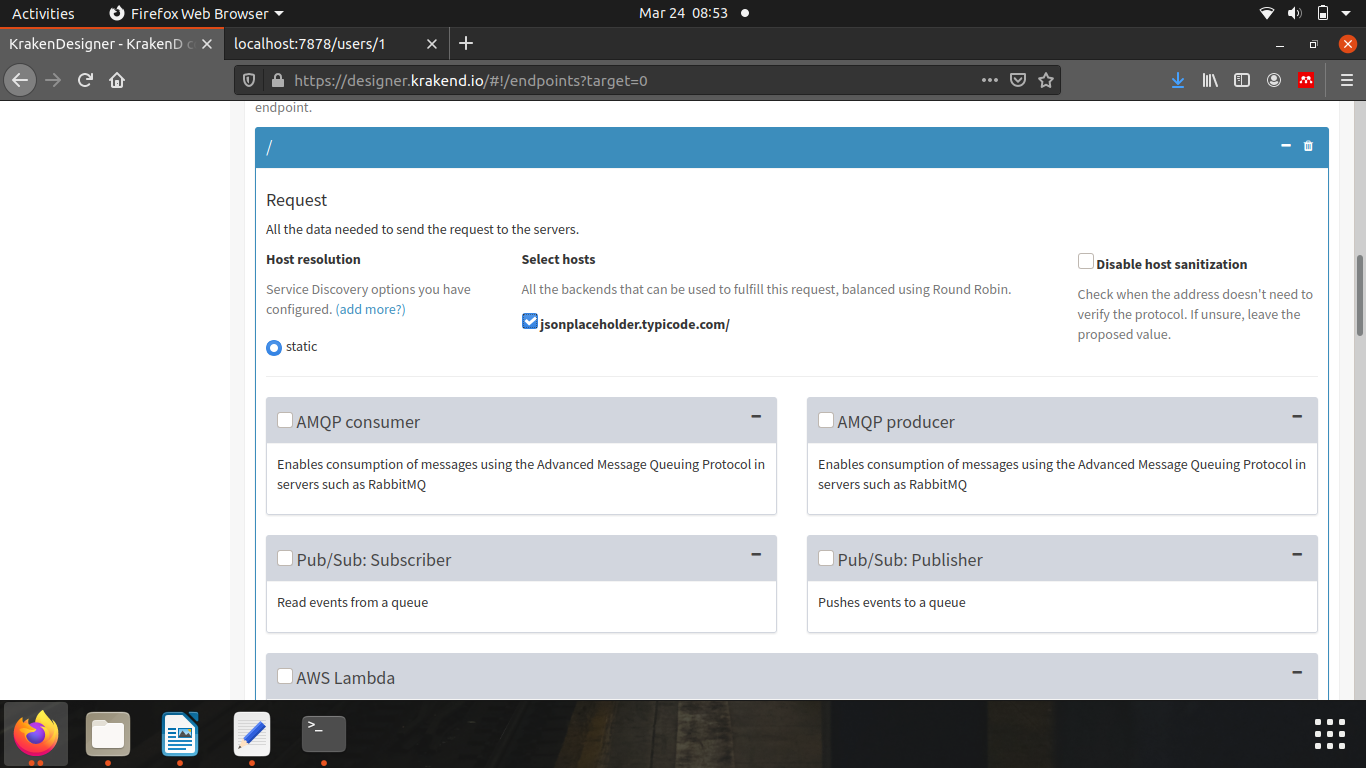 Activities
Firefox Web Browser
Mar 24 08:53
KrakenDesigner - KrakenD c
localhost:7878/users/1
https://designer.krakend.io/#!/endpoints?target=0
endpoint.
/
Request
All the data needed to send the request to the servers.
Host resolution
Select hosts
Disable host sanitization
Service Discovery options you have
configured. (add more?)
All the backends that can be used to fulfill this request, balanced using Round Robin.
Check when the address doesn't need to
verify the protocol. If unsure, leave the
proposed value.
jsonplaceholder.typicode.com/
static
AMQP consumer
Enables consumption of messages using the Advanced Message Queuing Protocol in
servers such as RabbitMQ
AMQP producer
Enables consumption of messages using the Advanced Message Queuing Protocol in
servers such as RabbitMQ
Pub/Sub: Subscriber
Read events from a queue
Pub/Sub: Publisher
Pushes events to a queue
AWS Lambda
>_